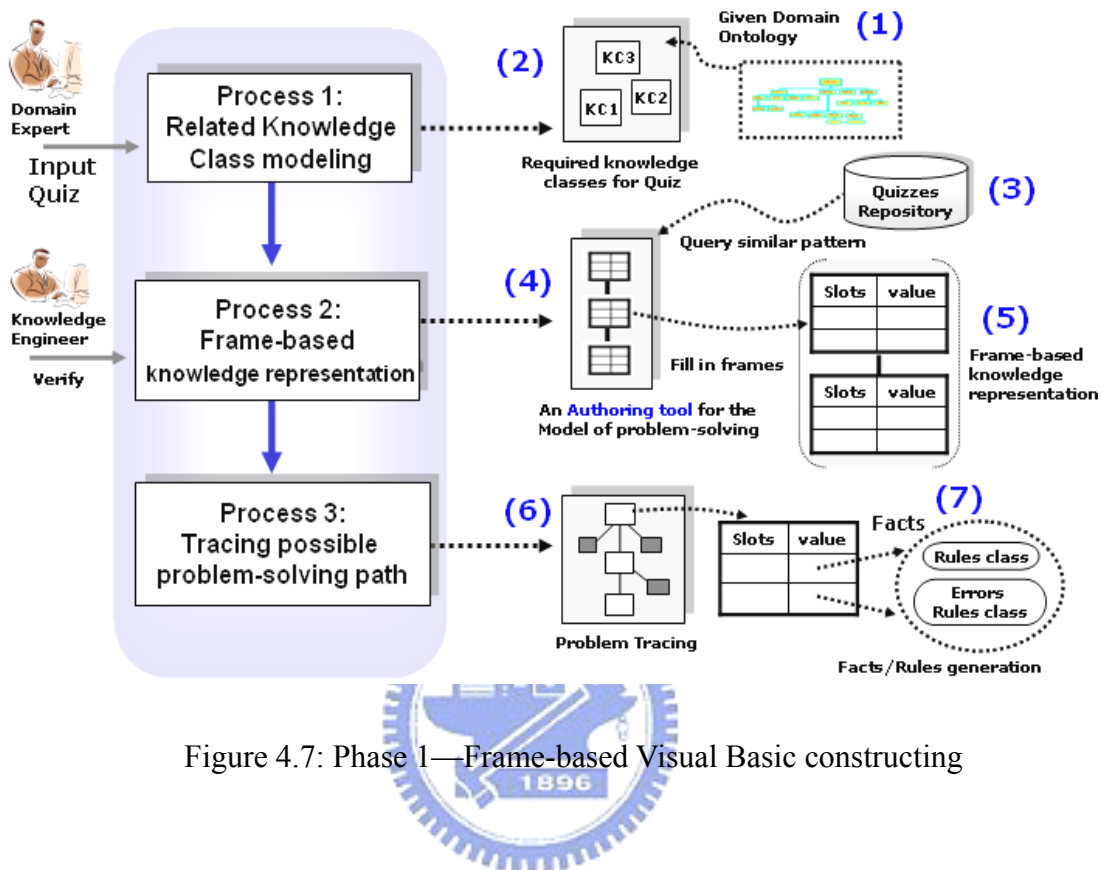 Domain
Expert
Input
Quiz
Knowledge
Engineer
Verify
Process 1:
Related Knowledge
Class modeling
Process 2:
Frame-based
knowledge representation
Process 3:
Tracing possible
problem-solving path
(1)
Given Domain
Ontology
(2)
KC3
KC2
KC1
Required knowledge
classes for Quiz
(3)
Quizzes
Repository
Query similar pattern
(4)
Fill in frames
An Authoring tool for the
Model of problem-solving
Slots value
Slots value
(5)
Frame-based
knowledge
representation
(6)
Problem Tracing
Slots value
(7)
Facts
Rules class
Errors
Rules class
Facts/Rules generation
Figure 4.7: Phase 1—Frame-based Visual Basic constructing
1896